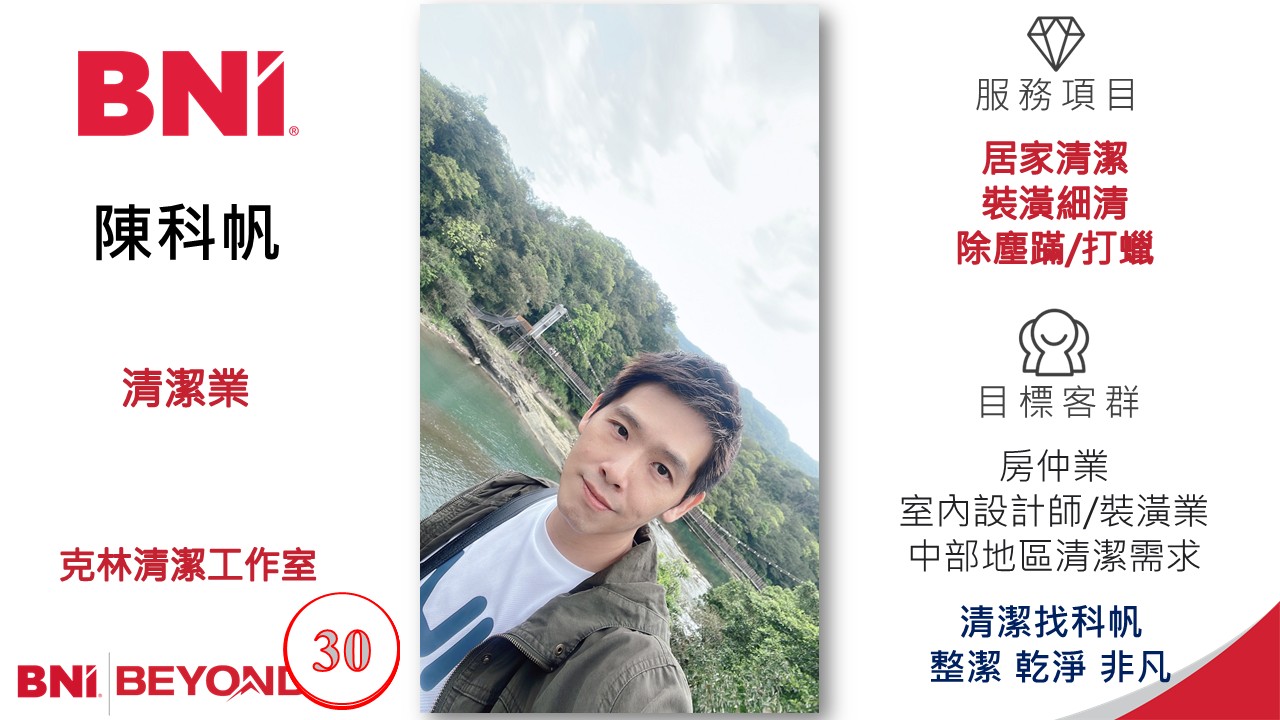 BNI®
陳科帆
清潔業
克林清潔工作室
30
BNI® BEYOND
服務項目
居家清潔
裝潢細清
除塵蹣/打蠟
目標客群
房仲業
室內設計師/裝潢業
中部地區清潔需求
清潔找科帆
整潔 乾淨 非凡